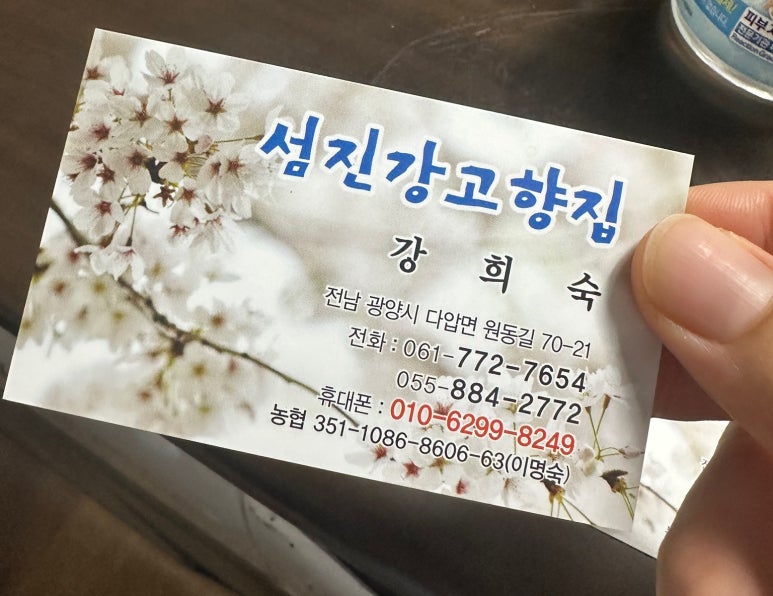 섬진강고향집
강 희 숙
전남 광양시 다압면 원동길 70-21
전화 : 061-772-7654
055-884-2772
휴대폰 : 010-6299-8249
농협 351-1086-8606-63(이명숙)
피부